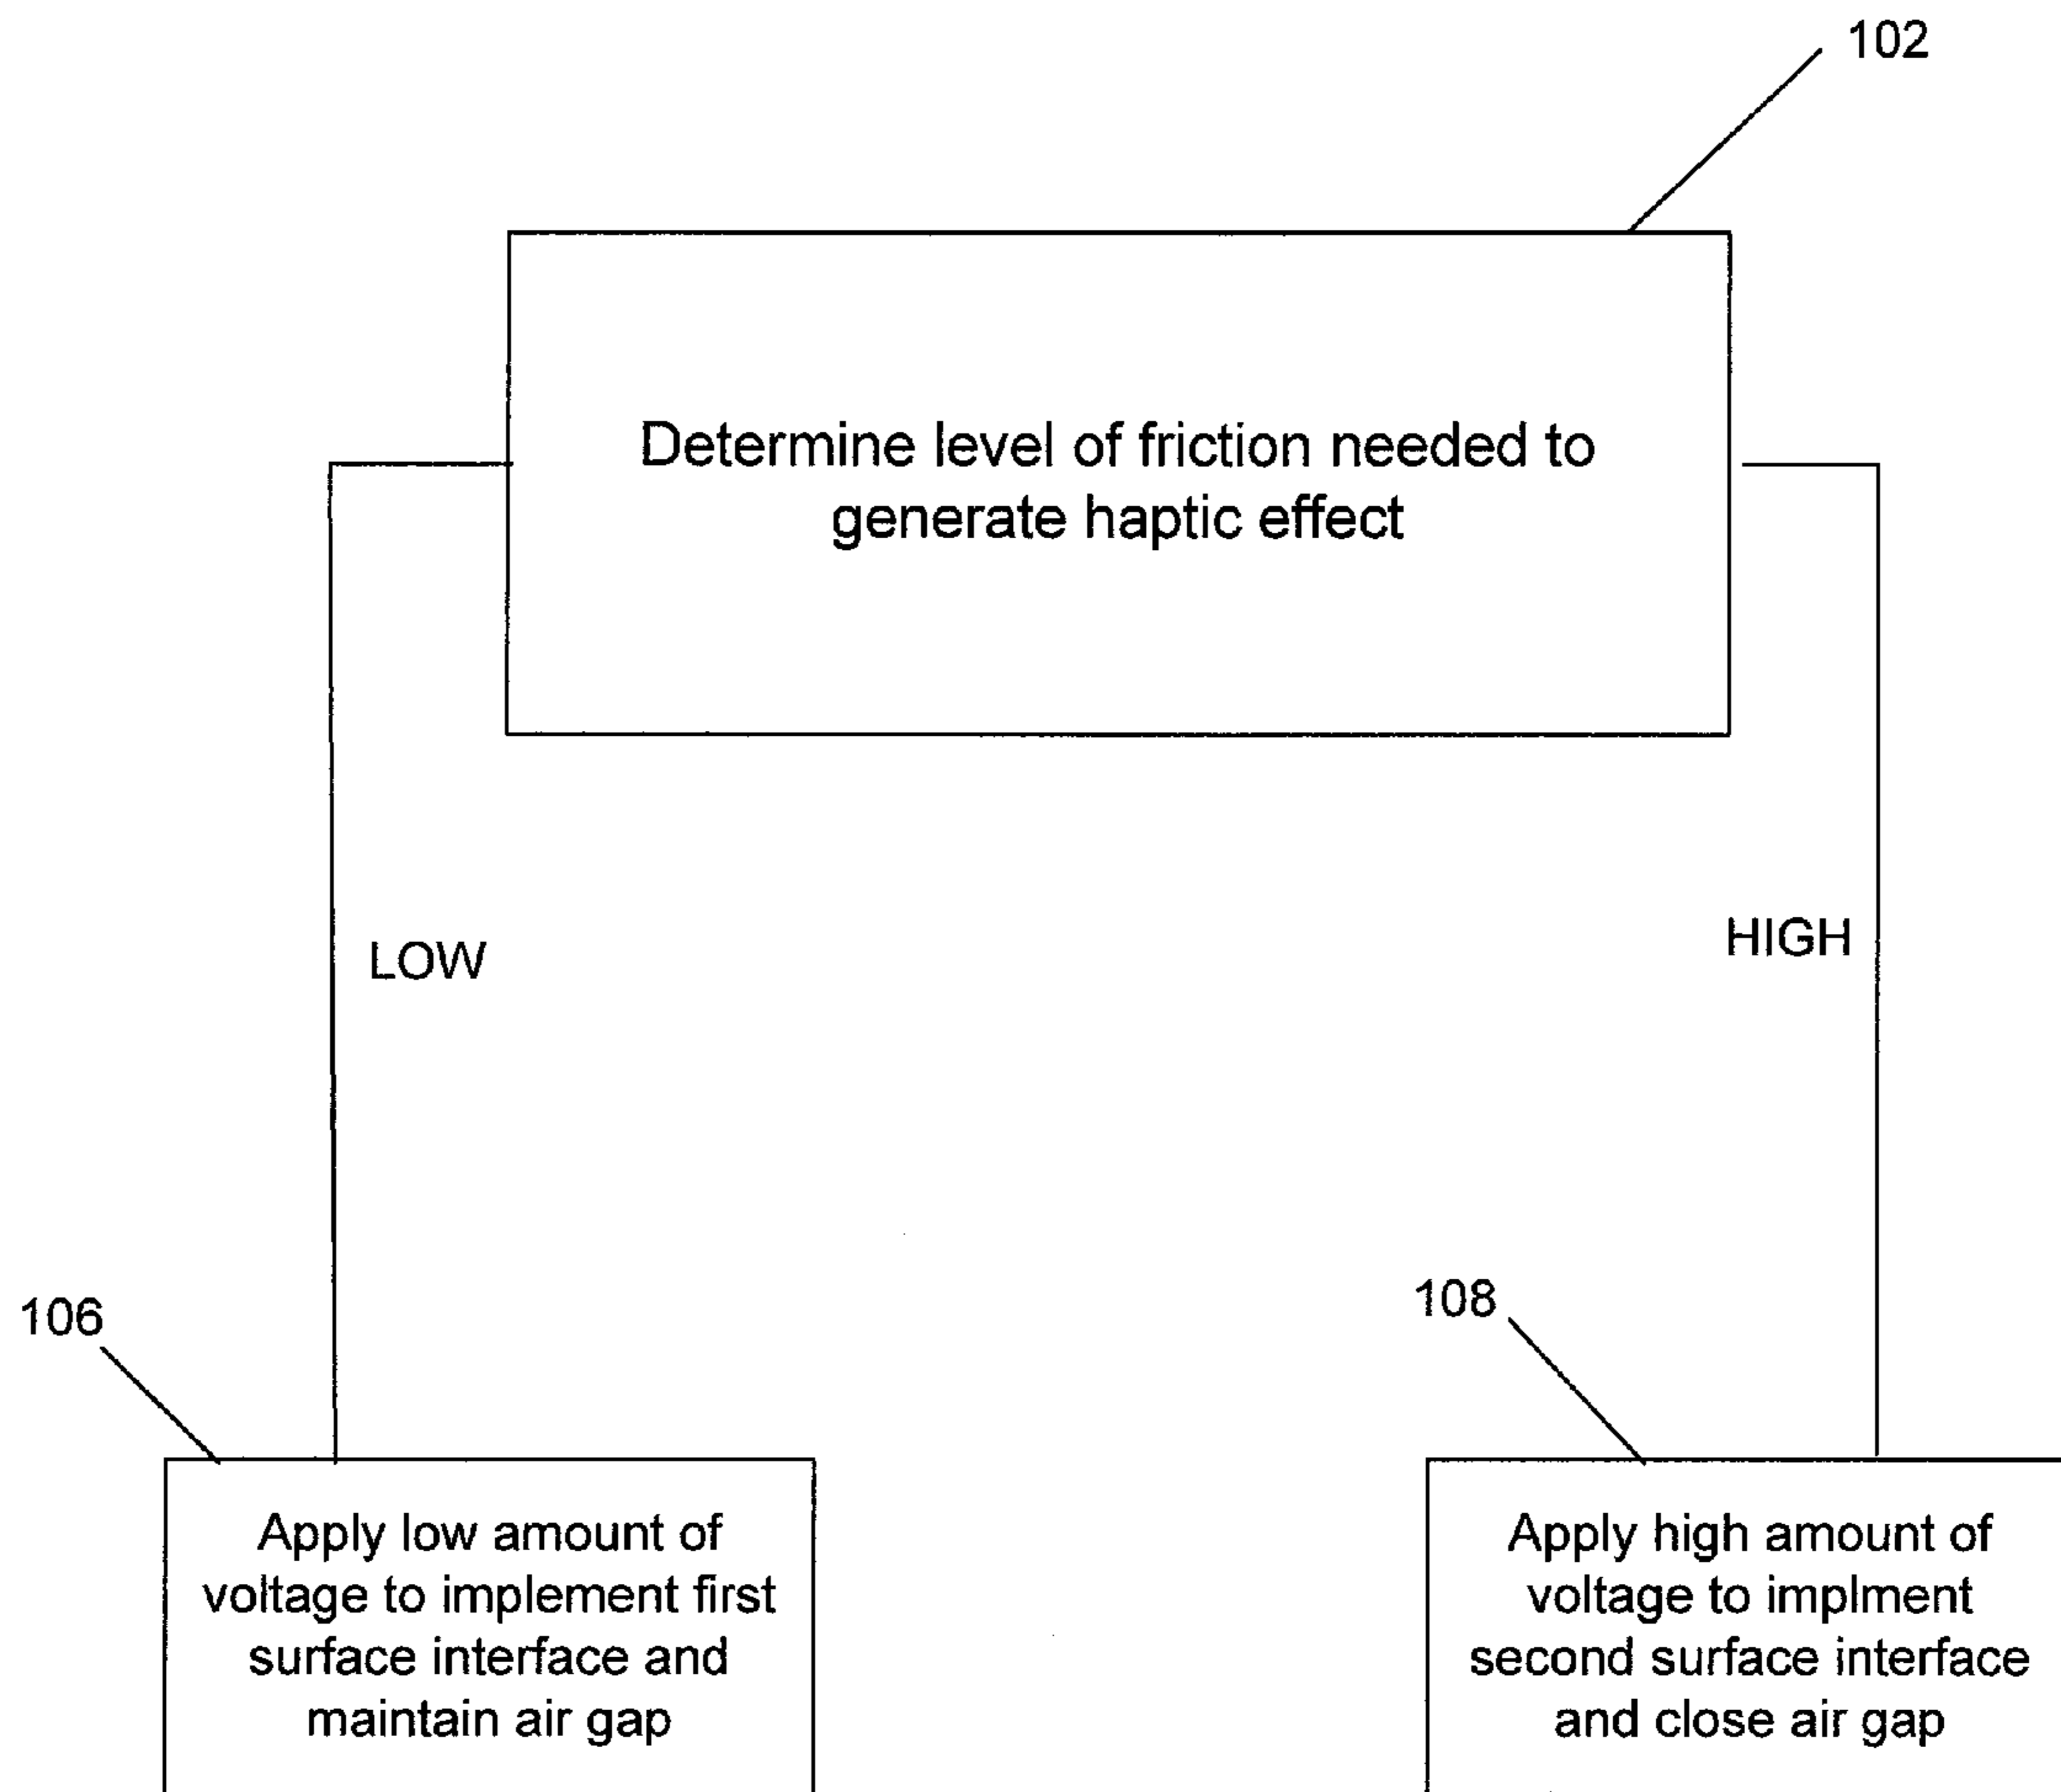 102
Determine level of friction needed to
generate haptic effect
LOW
HIGH
106
108
Apply low amount of
voltage to implement first
surface interface and
maintain air gap
Apply high amount of
voltage to implment
second surface interface
and close air gap